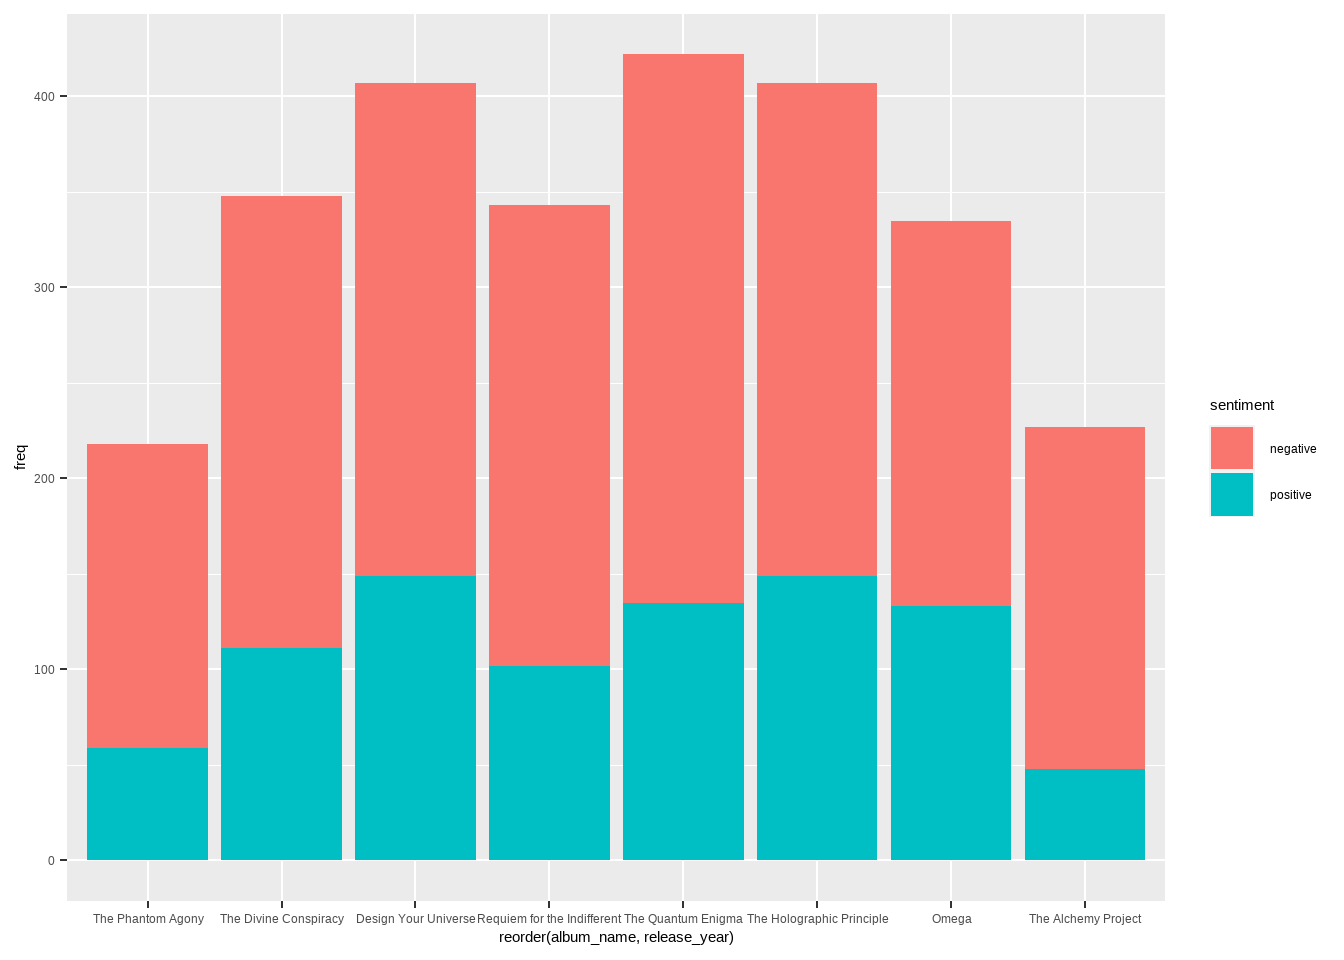 freq
400
300
200
100
0
The Phantom Agony The Divine Conspiracy Design Your Universe Requiem for the Indifferent The Quantum Enigma The Holographic Principle Omega The Alchemy Project
reorder(album_name, release_year)
sentiment
negative
positive